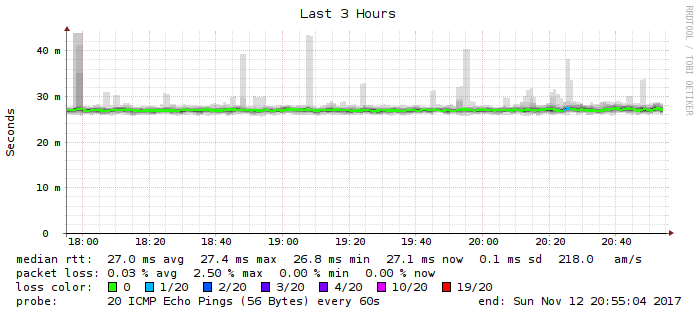 Last 3 Hours
RRDTOOL / TOBI OETIKER
Seconds
40 m
30 m
20 m
10 m
0
18:00 18:20 18:40 19:00 19:20 19:40 20:00 20:20 20:40
median rtt: 27.0 ms avg 27.4 ms max 26.8 ms min 27.1 ms now 0.1 ms sd 218.0 am/s
packet loss: 0.03 % avg 2.50 % max 0.00 % min 0.00 % now
loss color: 0 1/20 2/20 3/20 4/20 10/20 19/20
probe: 20 ICMP Echo Pings (56 Bytes) every 60s end: Sun Nov 12 20:55:04 2017